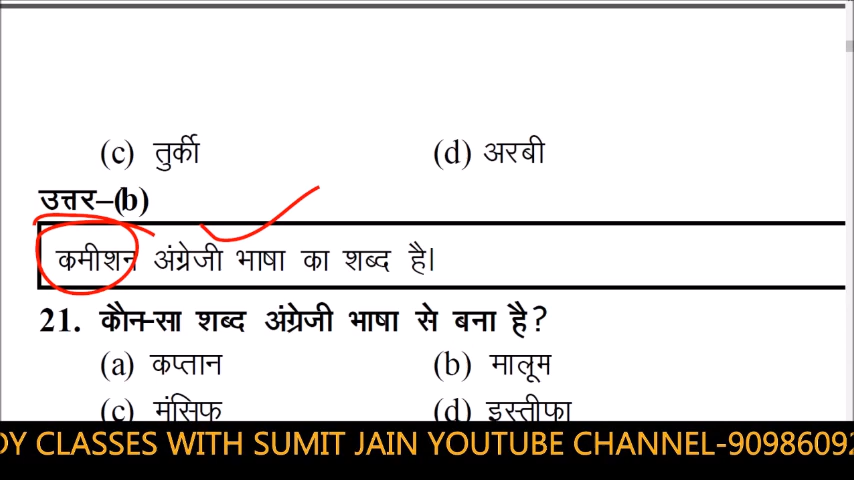 (c) तुर्की (d) अरबी
उत्तर–(b)
कमीशन अंग्रेजी भाषा का शब्द है।
21. कौन-सा शब्द अंग्रेजी भाषा से बना है?
(a) कप्तान (b) मालूम
(c) मंसिफ (d) इस्तीफा
DY CLASSES WITH SUMIT JAIN YOUTUBE CHANNEL-90986092